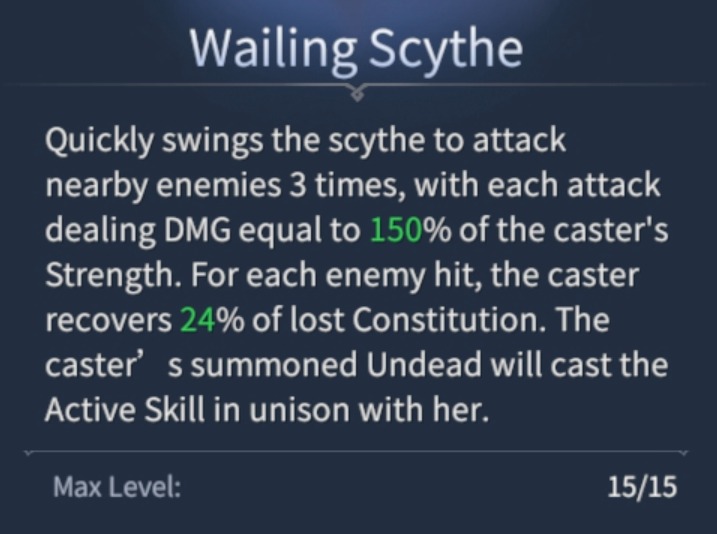 Wailing Scythe
Quickly swings the scythe to attack
nearby enemies 3 times, with each attack
dealing DMG equal to 150% of the caster's
Strength. For each enemy hit, the caster
recovers 24% of lost Constitution. The
caster’ s summoned Undead will cast the
Active Skill in unison with her.
Max Level: 15/15